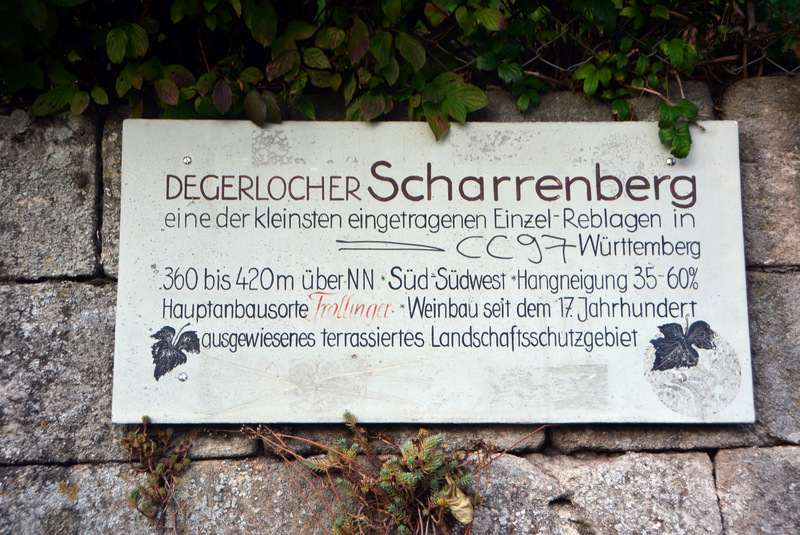 DEGERLOCHER Scharrenberg
eine der kleinsten eingetragenen Einzel-Reblagen in
CC97 Württemberg
360 bis 420m über NN * Süd-Südwest * Hangneigung 35-60%
Hauptanbausorte Trollinger * Weinbau seit dem 17. Jahrhundert
ausgewiesenes terrassiertes Landschaftsschutzgebiet